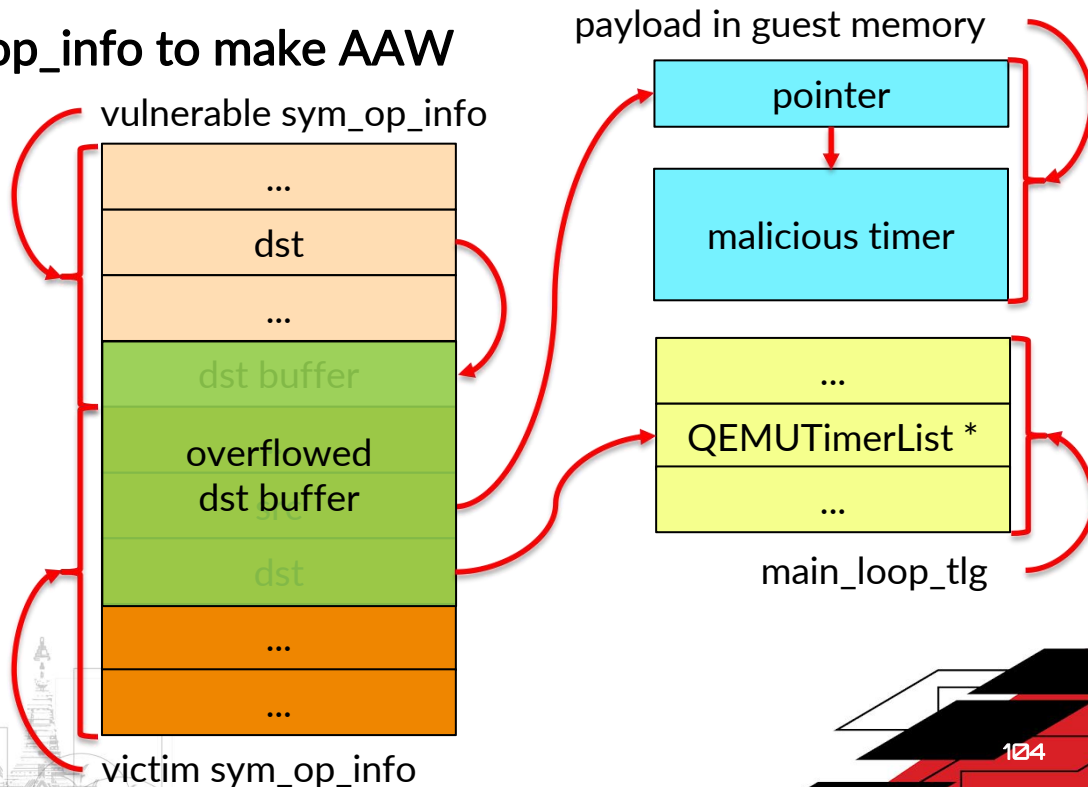 op_info to make AAW
vulnerable sym_op_info
...
dst
...
dst buffer
overflowed
dst buffer
src
dst
...
...
victim sym_op_info
payload in guest memory
pointer
malicious timer
...
QEMUTimerList *
...
main_loop_tlg
104